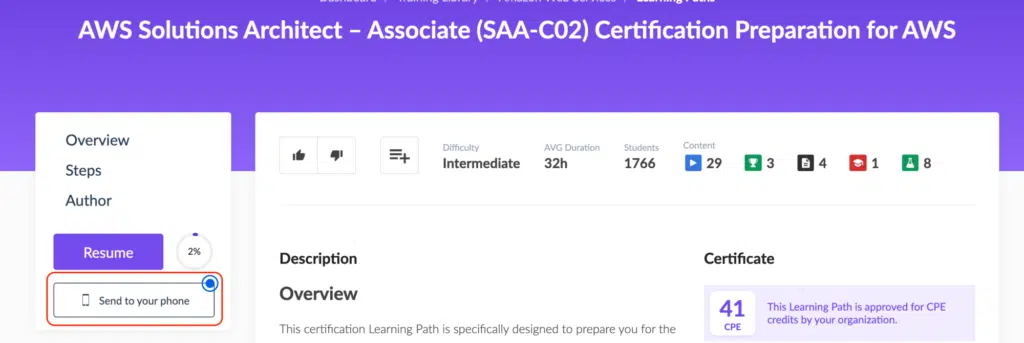 Dashboard / Training Library / Amazon Web Services / Learning Paths
AWS Solutions Architect – Associate (SAA-C02) Certification Preparation for AWS
Overview
Steps
Author
Resume
2%
Send to your phone
Difficulty
Intermediate
AVG Duration
32h
Students
1766
Content
29
3
4
1
8
Description
Overview
This certification Learning Path is specifically designed to prepare you for the
Certificate
41
CPE
This Learning Path is approved for CPE
credits by your organization.